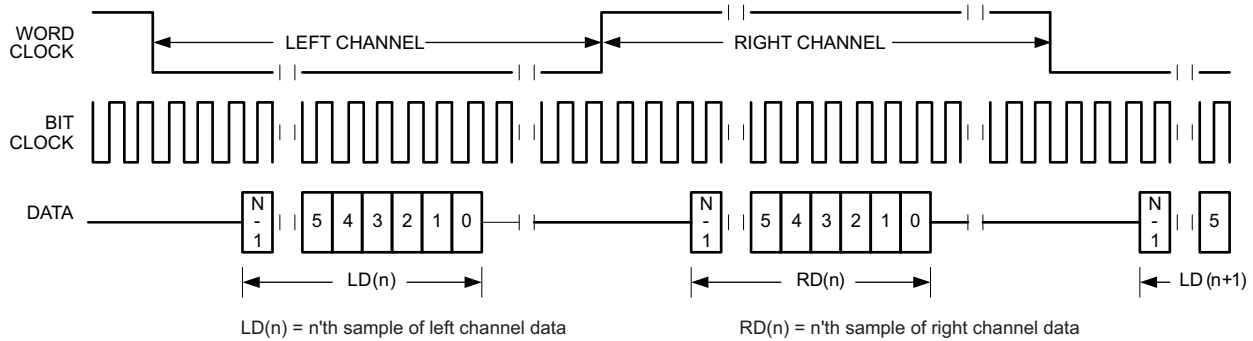 WORD
CLOCK
LEFT CHANNEL
RIGHT CHANNEL
BIT
CLOCK
DATA
N
-
1
5 4 3 2 1 0
N
-
1
5 4 3 2 1 0
N
-
1
5
LD(n)
RD(n)
LD (n+1)
LD(n) = n'th sample of left channel data
RD(n) = n'th sample of right channel data